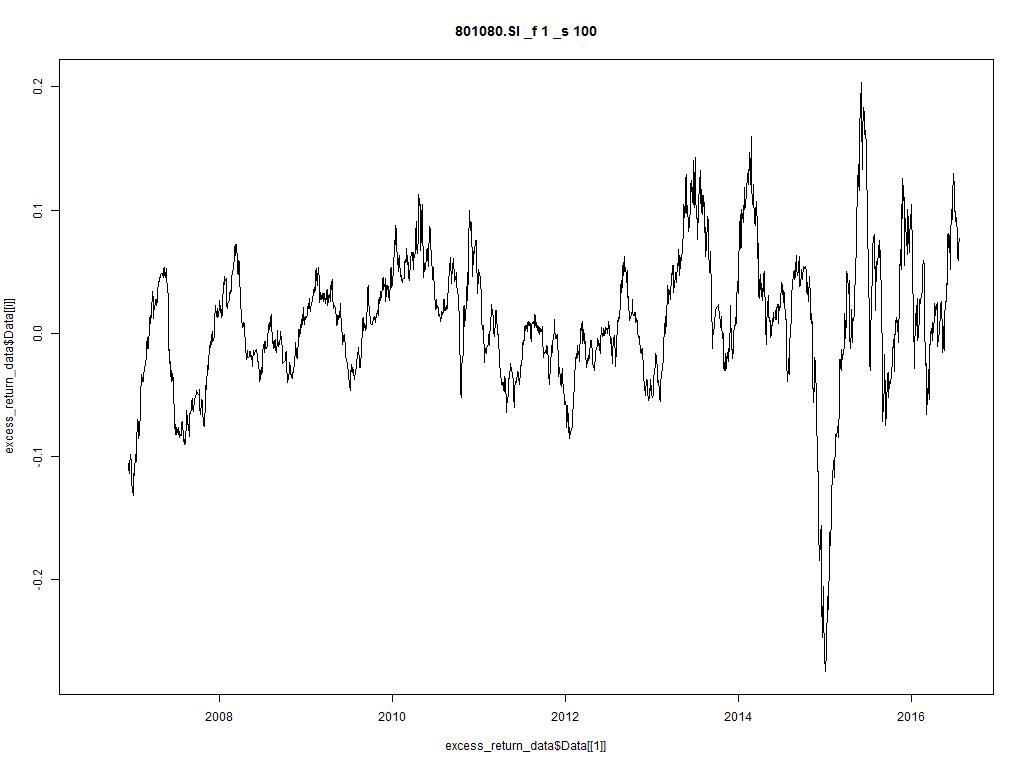 801080.SI _f 1 _s 100
excess_return_data$Data[[i]]
0.2
0.1
0.0
-0.1
-0.2
2008 2010 2012 2014 2016
excess_return_data$Data[[1]]